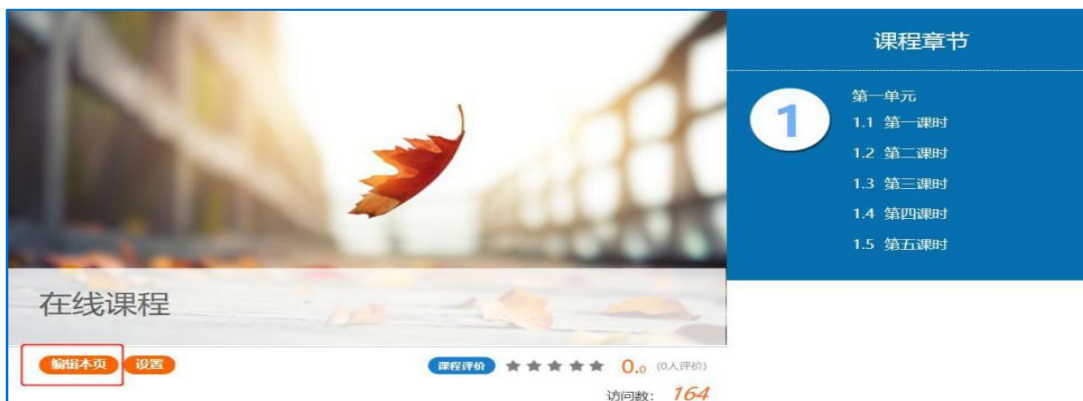 课程章节
1
第一单元
1.1 第一课时
1.2 第二课时
1.3 第三课时
1.4 第四课时
1.5 第五课时
在线课程
编辑本页 设置
课程评价 0.0 (0人评价)
访问数: 164